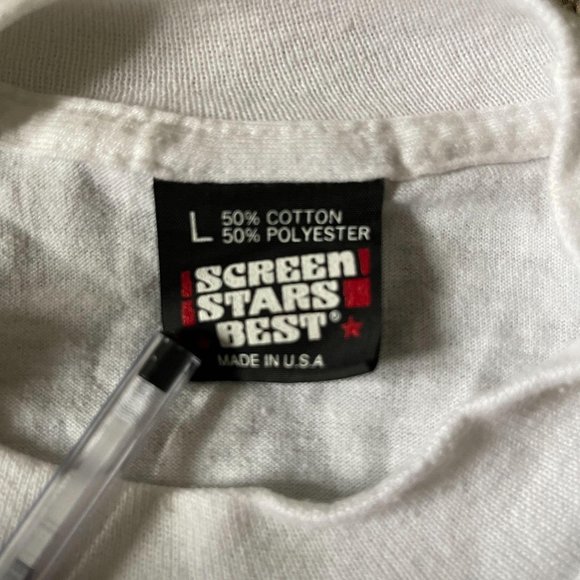 L 50% COTTON
50% POLYESTER
SCREEN
STARS
BEST®
MADE IN U.S.A